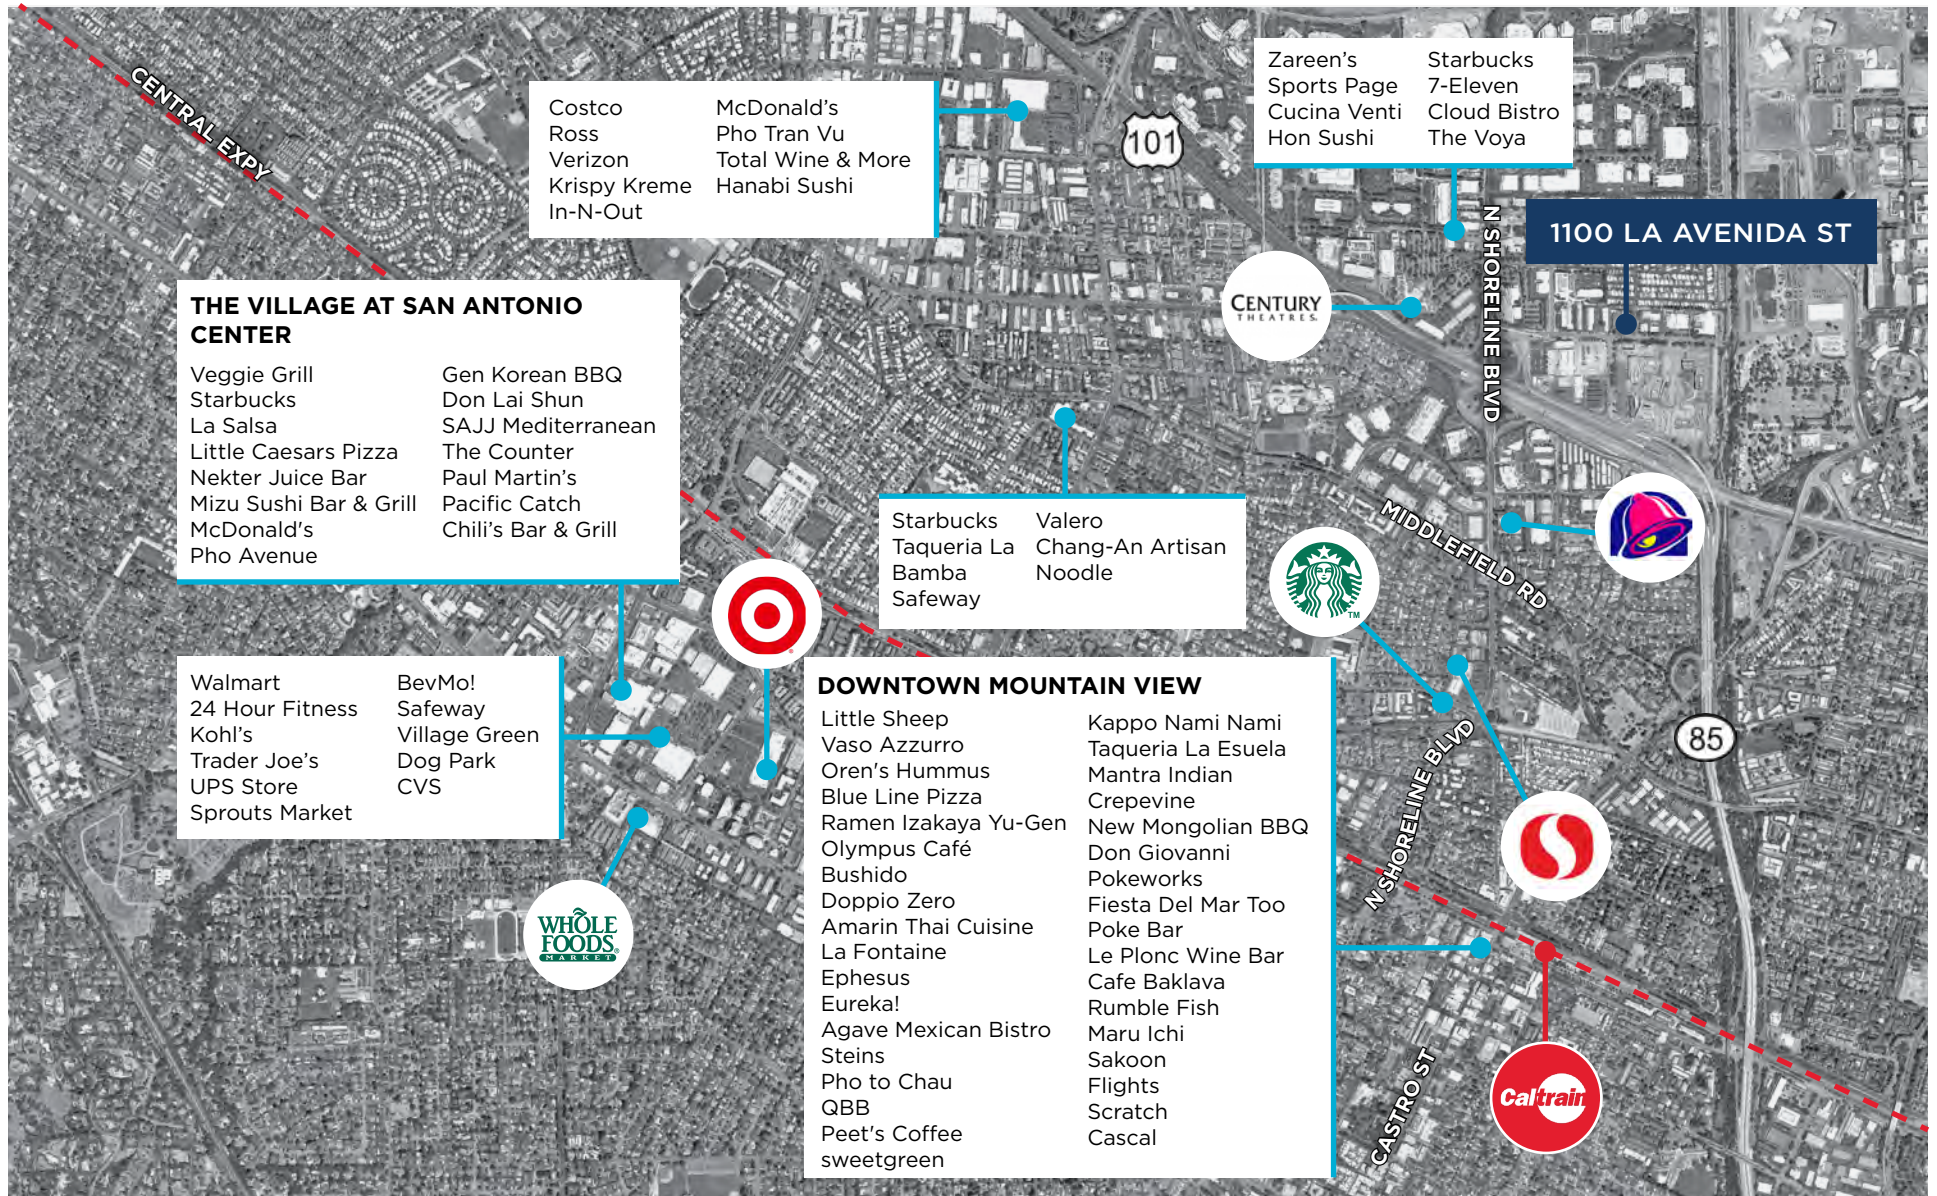 CENTRAL EXPY
Costco
Ross
Verizon
Krispy Kreme
In-N-Out
McDonald's
Pho Tran Vu
Total Wine & More
Hanabi Sushi
101
Zareen's
Sports Page
Cucina Venti
Hon Sushi
Starbucks
7-Eleven
Cloud Bistro
The Voya
N SHORELINE BLVD
1100 LA AVENIDA ST
CENTURY
THEATRES.
THE VILLAGE AT SAN ANTONIO
CENTER
Veggie Grill
Starbucks
La Salsa
Little Caesars Pizza
Nekter Juice Bar
Mizu Sushi Bar & Grill
McDonald's
Pho Avenue
Gen Korean BBQ
Don Lai Shun
SAJJ Mediterranean
The Counter
Paul Martin's
Pacific Catch
Chili's Bar & Grill
Starbucks
Taqueria La
Bamba
Safeway
Valero
Chang-An Artisan
Noodle
MIDDLEFIELD RD
TM
Walmart
24 Hour Fitness
Kohl's
Trader Joe's
UPS Store
Sprouts Market
BevMo!
Safeway
Village Green
Dog Park
CVS
WHOLE
FOODS®
MARKET
DOWNTOWN MOUNTAIN VIEW
Little Sheep
Vaso Azzurro
Oren's Hummus
Blue Line Pizza
Ramen Izakaya Yu-Gen
Olympus Café
Bushido
Doppio Zero
Amarin Thai Cuisine
La Fontaine
Ephesus
Eureka!
Agave Mexican Bistro
Steins
Pho to Chau
QBB
Peet's Coffee
sweetgreen
Kappo Nami Nami
Taqueria La Esuela
Mantra Indian
Crepevine
New Mongolian BBQ
Don Giovanni
Pokeworks
Fiesta Del Mar Too
Poke Bar
Le Plonc Wine Bar
Cafe Baklava
Rumble Fish
Maru Ichi
Sakoon
Flights
Scratch
Cascal
85
N SHORELINE BLVD
CASTRO ST
Caltrain